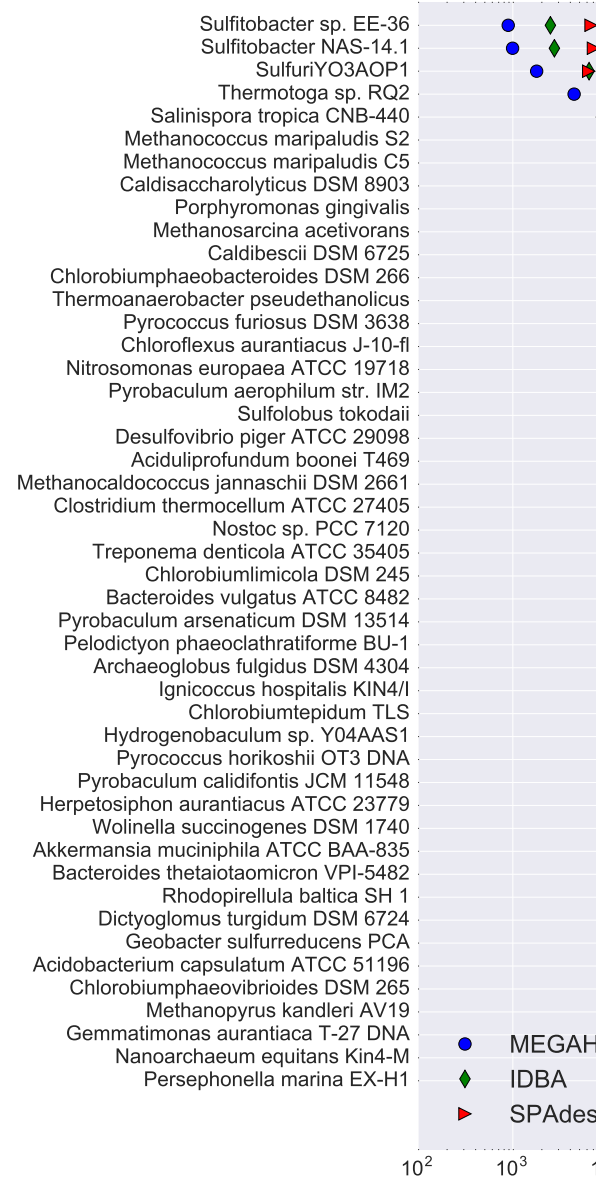 Sulfitobacter sp. EE-36
Sulfitobacter NAS-14.1
SulfuriYO3AOP1
Thermotoga sp. RQ2
Salinispora tropica CNB-440
Methanococcus maripaludis S2
Methanococcus maripaludis C5
Caldisaccharolyticus DSM 8903
Porphyromonas gingivalis
Methanosarcina acetivorans
Caldibescii DSM 6725
Chlorobiumphaeobacteroides DSM 266
Thermoanaerobacter pseudethanolicus
Pyrococcus furiosus DSM 3638
Chloroflexus aurantiacus J-10-fl
Nitrosomonas europaea ATCC 19718
Pyrobaculum aerophilum str. IM2
Sulfolobus tokodaii
Desulfovibrio piger ATCC 29098
Aciduliprofundum boonei T469
Methanocaldococcus jannaschii DSM 2661
Clostridium thermocellum ATCC 27405
Nostoc sp. PCC 7120
Treponema denticola ATCC 35405
Chlorobiumlimicola DSM 245
Bacteroides vulgatus ATCC 8482
Pyrobaculum arsenaticum DSM 13514
Pelodictyon phaeoclathratiforme BU-1
Archaeoglobus fulgidus DSM 4304
Ignicoccus hospitalis KIN4/I
Chlorobiumtepidum TLS
Hydrogenobaculum sp. Y04AAS1
Pyrococcus horikoshii OT3 DNA
Pyrobaculum calidifontis JCM 11548
Herpetosiphon aurantiacus ATCC 23779
Wolinella succinogenes DSM 1740
Akkermansia muciniphila ATCC BAA-835
Bacteroides thetaiotaomicron VPI-5482
Rhodopirellula baltica SH 1
Dictyoglomus turgidum DSM 6724
Geobacter sulfurreducens PCA
Acidobacterium capsulatum ATCC 51196
Chlorobiumphaeovibrioides DSM 265
Methanopyrus kandleri AV19
Gemmatimonas aurantiaca T-27 DNA
Nanoarchaeum equitans Kin4-M
Persephonella marina EX-H1
MEGAH
IDBA
SPAdes
10² 10³ 1